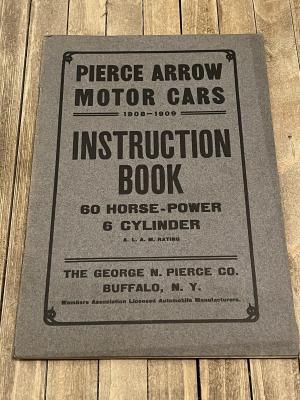 PIERCE ARROW
MOTOR CARS
1908-1909
INSTRUCTION
BOOK
60 HORSE-POWER
6 CYLINDER
A. L. A. M. RATING
THE GEORGE N. PIERCE CO.
BUFFALO, N. Y.
Members Association Licensed Automobile Manufacturers.